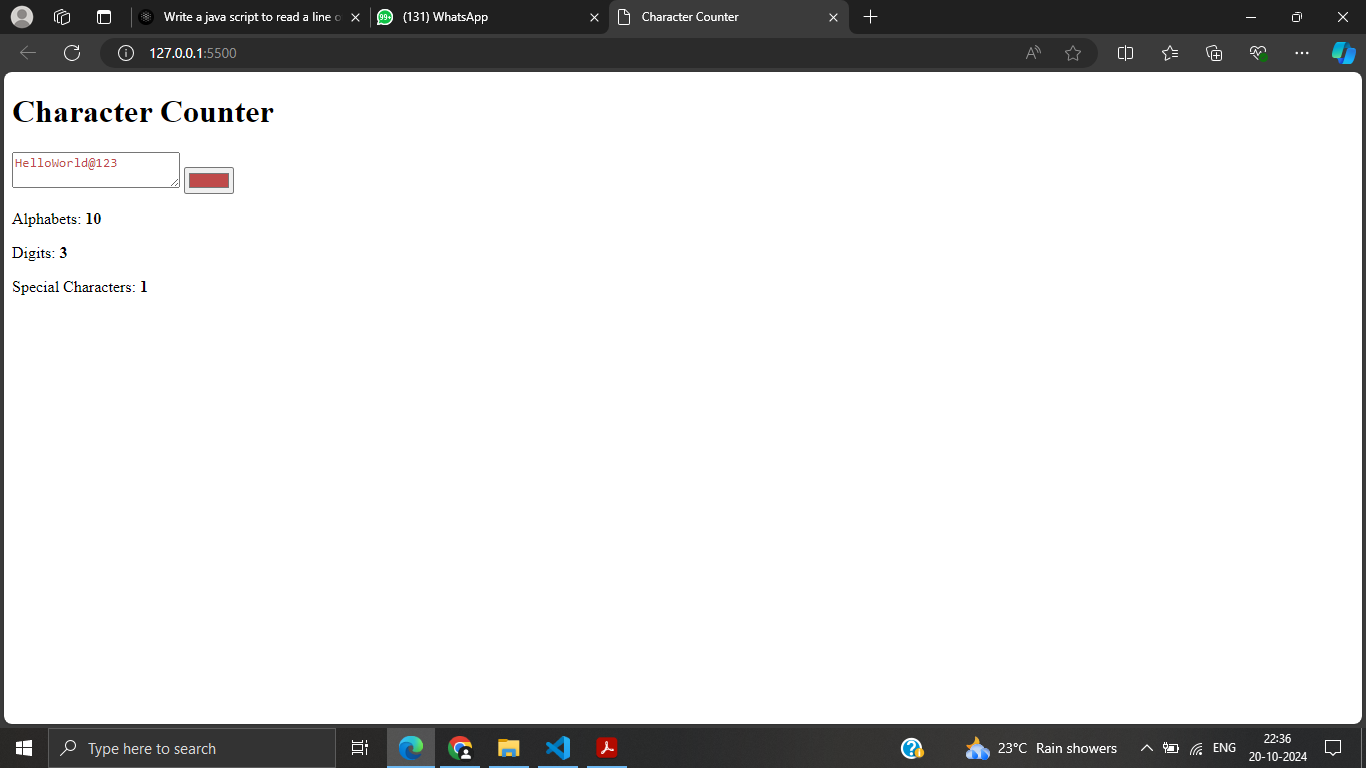 Write a java script to read a line o
99+
(131) WhatsApp
Character Counter
127.0.0.1:5500
Character Counter
HelloWorld@123
Alphabets: 10
Digits: 3
Special Characters: 1
Type here to search
23°C Rain showers
ENG
22:36
20-10-2024